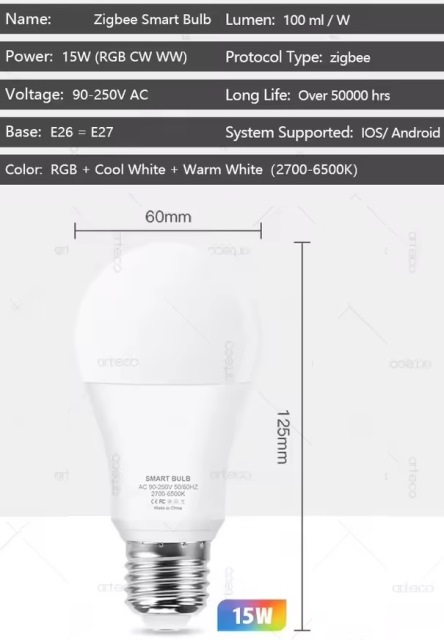 Name: Zigbee Smart Bulb Lumen: 100 ml / W
Power: 15W (RGB CW WW) Protocol Type: zigbee
Voltage: 90-250V AC Long Life: Over 50000 hrs
Base: E26 = E27 System Supported: IOS/ Android
Color: RGB + Cool White + Warm White (2700-6500K)
60mm
125mm
SMART BULB
AC 90-250V 50/60HZ
2700-6500K
Made in China
15W